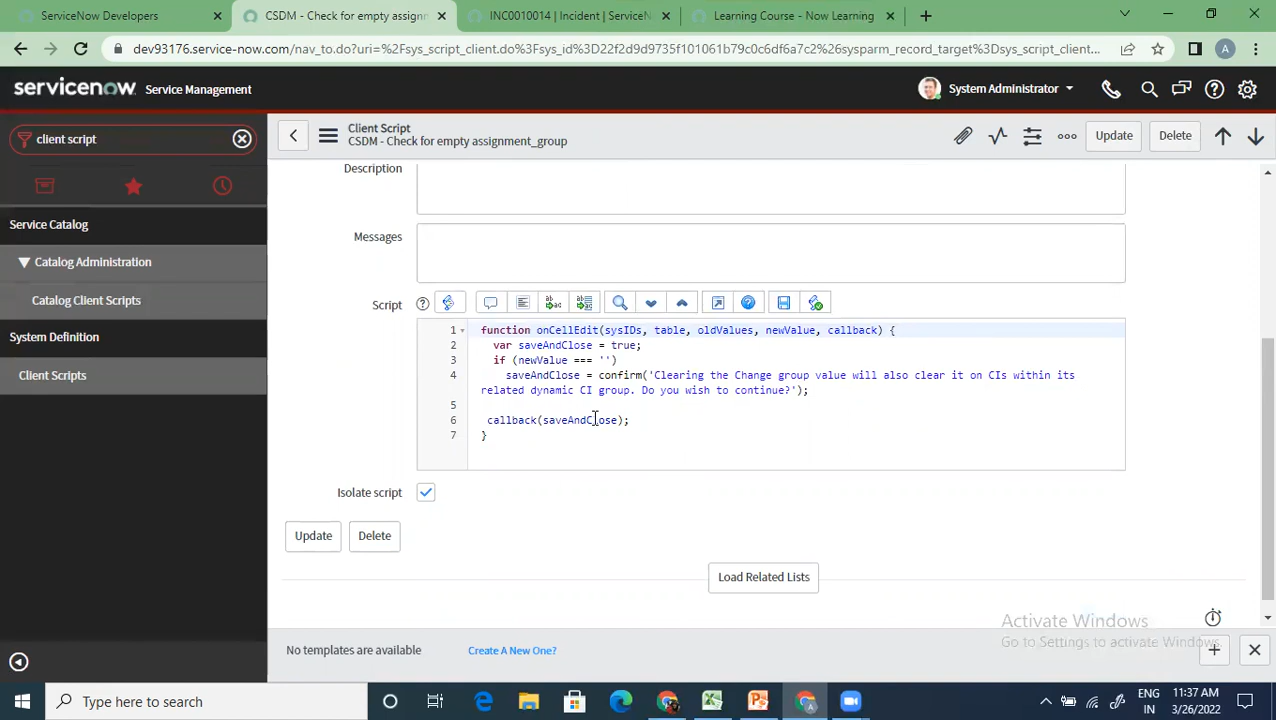 ServiceNow Developers
CSDM - Check for empty assignm
INC0010014 | Incident | ServiceN
Learning Course - Now Learning
dev93176.service-now.com/nav_to.do?uri=%2Fsys_script_client.do%3Fsys_id%3D22f2d9d9735f101061b79d0c6df6a7c2%26sysparm_record_target%3Dsys_script_client...
A
servicenow Service Management
System Administrator
client script
Client Script
CSDM - Check for empty assignment_group
Update
Delete
Service Catalog
Catalog Administration
Catalog Client Scripts
System Definition
Client Scripts
Description
Messages
Script
1 function onCellEdit(sysIDs, table, oldValues, newValue, callback) {
2 var saveAndClose = true;
3 if (newValue === '')
4 saveAndClose = confirm('Clearing the Change group value will also clear it on CIs within its
related dynamic CI group. Do you wish to continue?');
5
6 callback(saveAndClose);
7 }
Isolate script
Update
Delete
Load Related Lists
Activate Windows
Go to Settings to activate Windows.
No templates are available
Create A New One?
Type here to search
ENG
IN
11:37 AM
3/26/2022